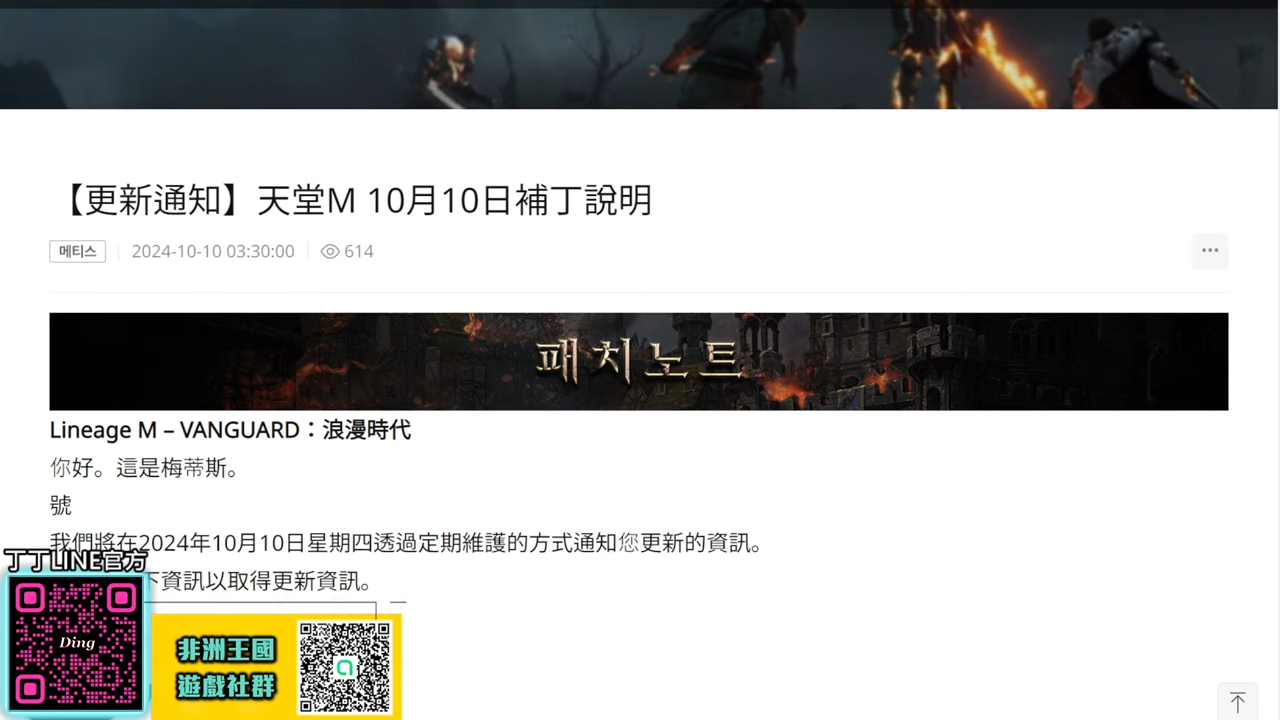 【更新通知】天堂M 10月10日補丁說明
메티스
2024-10-10 03:30:00
614
패치노트
Lineage M – VANGUARD：浪漫時代
你好。這是梅蒂斯。
號
我們將在2024年10月10日星期四透過定期維護的方式通知您更新的資訊。
下資訊以取得更新資訊。
丁丁LINE官方
Ding
非洲王國
遊戲社群